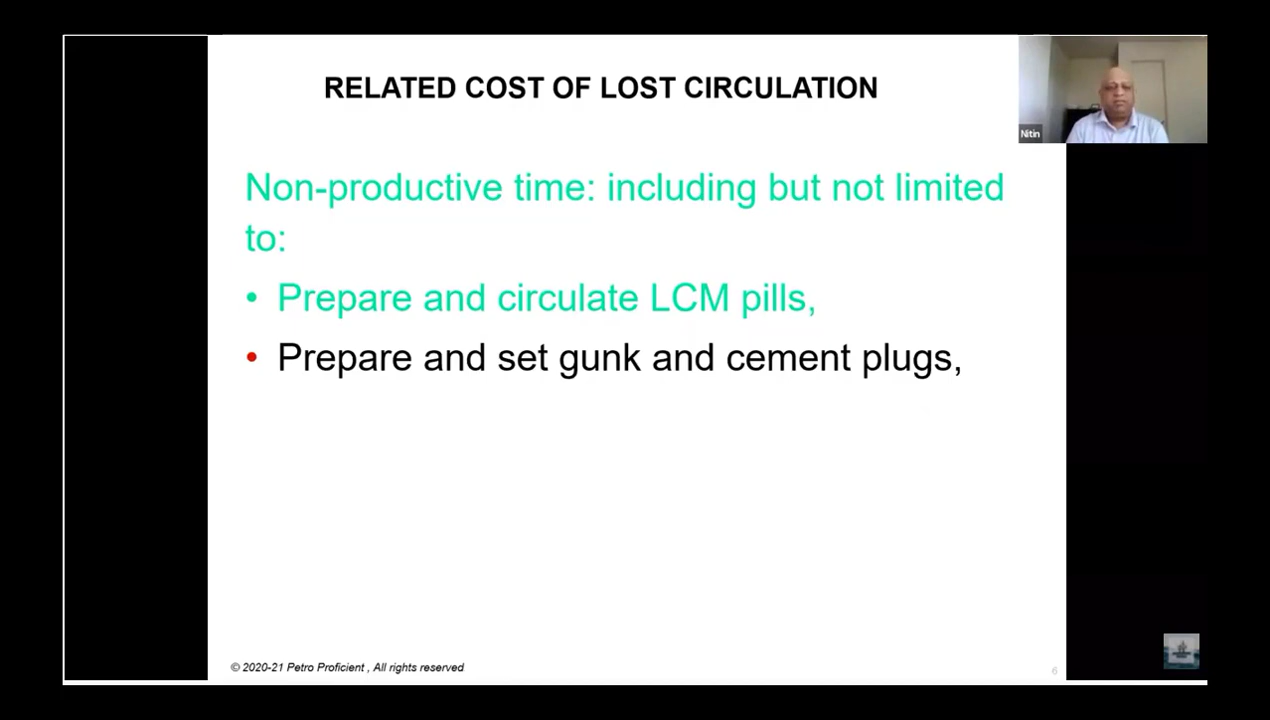 RELATED COST OF LOST CIRCULATION
Nitin
Non-productive time: including but not limited
to:
• Prepare and circulate LCM pills,
• Prepare and set gunk and cement plugs,
© 2020-21 Petro Proficient , All rights reserved
6